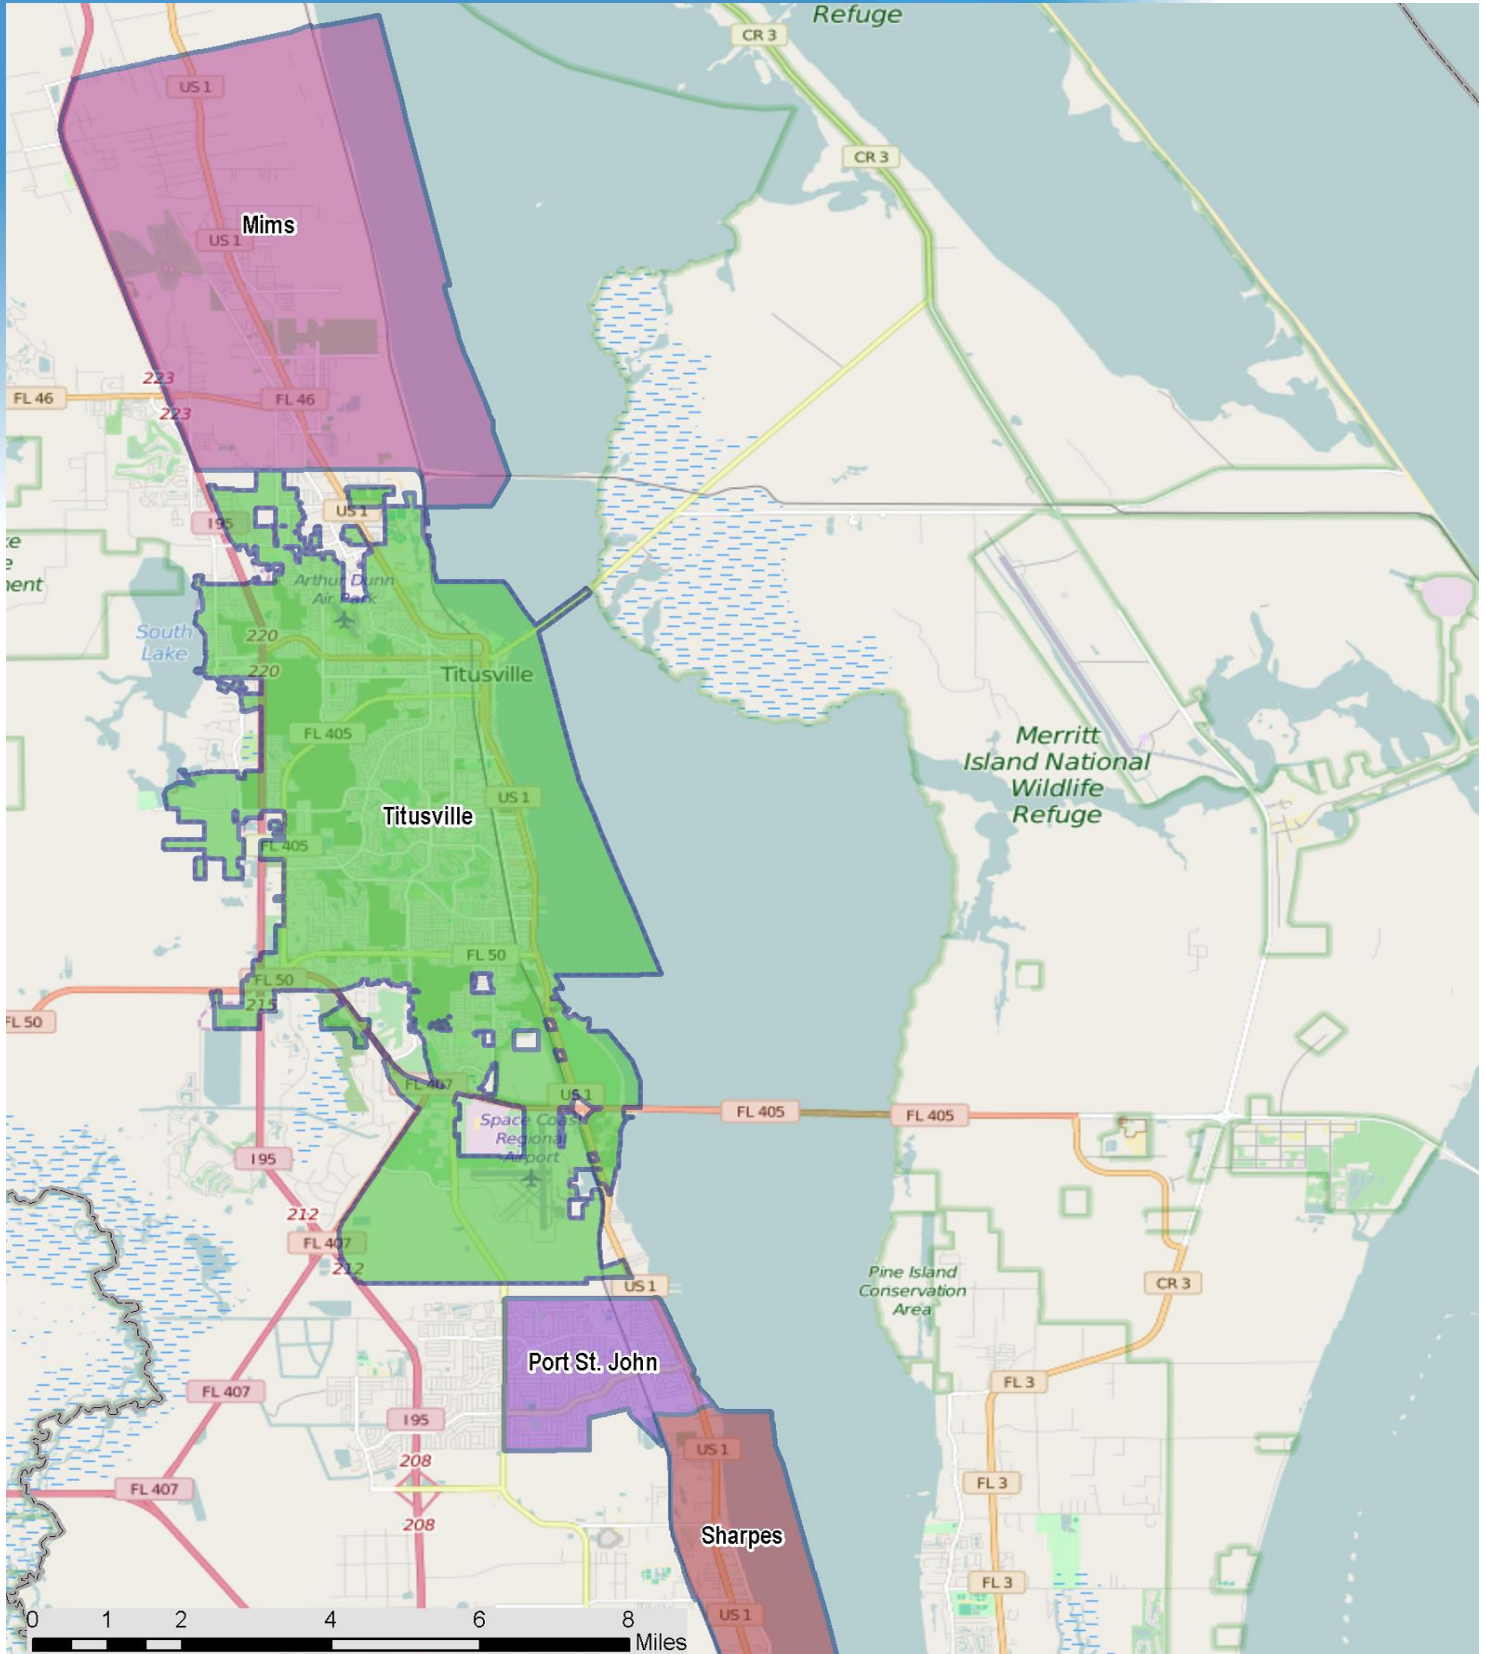 Refuge
CR 3
US 1
CR 3
Mims
US 1
223
FL 46
FL 46
223
US 1
I 95
ke
e
nent
Arthur Dunn
Air Park
South
Lake
220
220
Titusville
FL 405
Merritt
Island National
Wildlife
Refuge
US 1
Titusville
FL 405
FL 50
FL 50
215
FL 50
FL 407
US 1
FL 405
FL 405
Space Coast
Regional
Airport
I 95
212
FL 407
212
US 1
Pine Island
Conservation
Area
CR 3
Port St. John
FL 407
FL 3
I 95
US 1
208
FL 407
FL 3
208
Sharpes
FL 3
US 1
0 1 2 4 6 8
Miles